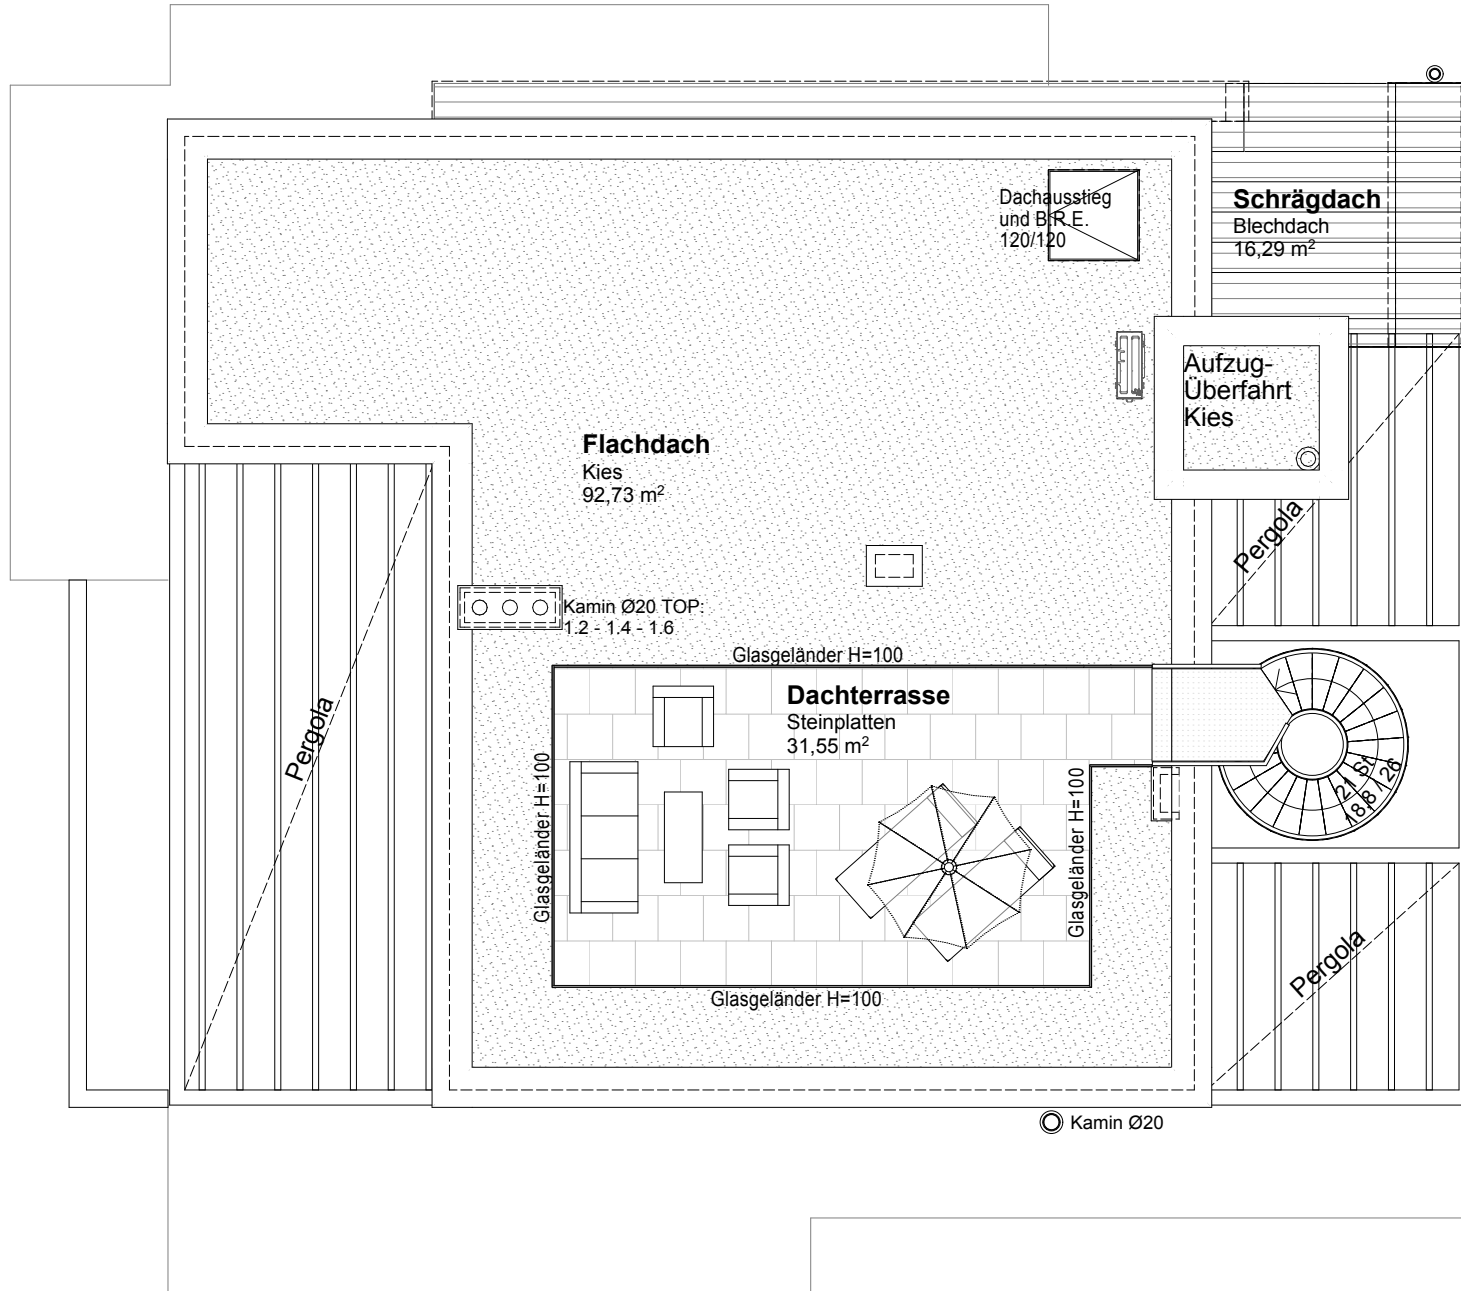 Dachausstieg
und B.R.E.
120/120
Schrägdach
Blechdach
16,29 m²
Aufzug-
Überfahrt
Kies
Flachdach
Kies
92,73 m²
Pergola
Kamin Ø20 TOP:
1.2 - 1.4 - 1.6
Glasgeländer H=100
Dachterrasse
Steinplatten
31,55 m²
Pergola
Glasgeländer H=100
Glasgeländer H=100
21 St
18,8 / 26
Pergola
Glasgeländer H=100
Kamin Ø20